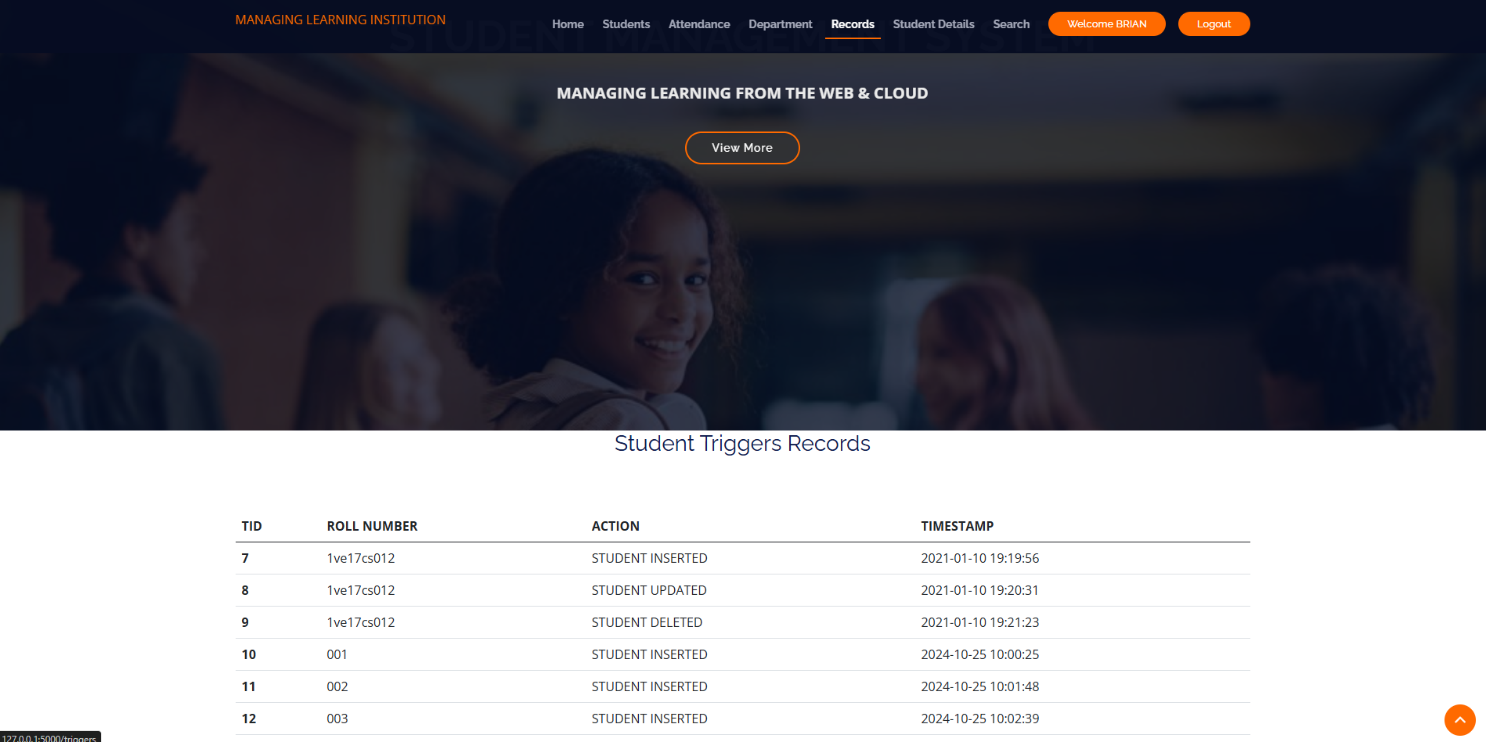 MANAGING LEARNING INSTITUTION
Home Students Attendance Department Records Student Details Search Welcome BRIAN Logout
STUDENT MANAGEMENT SYSTEM
MANAGING LEARNING FROM THE WEB & CLOUD
View More
Student Triggers Records
TID ROLL NUMBER ACTION TIMESTAMP
7 1ve17cs012 STUDENT INSERTED 2021-01-10 19:19:56
8 1ve17cs012 STUDENT UPDATED 2021-01-10 19:20:31
9 1ve17cs012 STUDENT DELETED 2021-01-10 19:21:23
10 001 STUDENT INSERTED 2024-10-25 10:00:25
11 002 STUDENT INSERTED 2024-10-25 10:01:48
12 003 STUDENT INSERTED 2024-10-25 10:02:39
127.0.0.1:5000/triggers